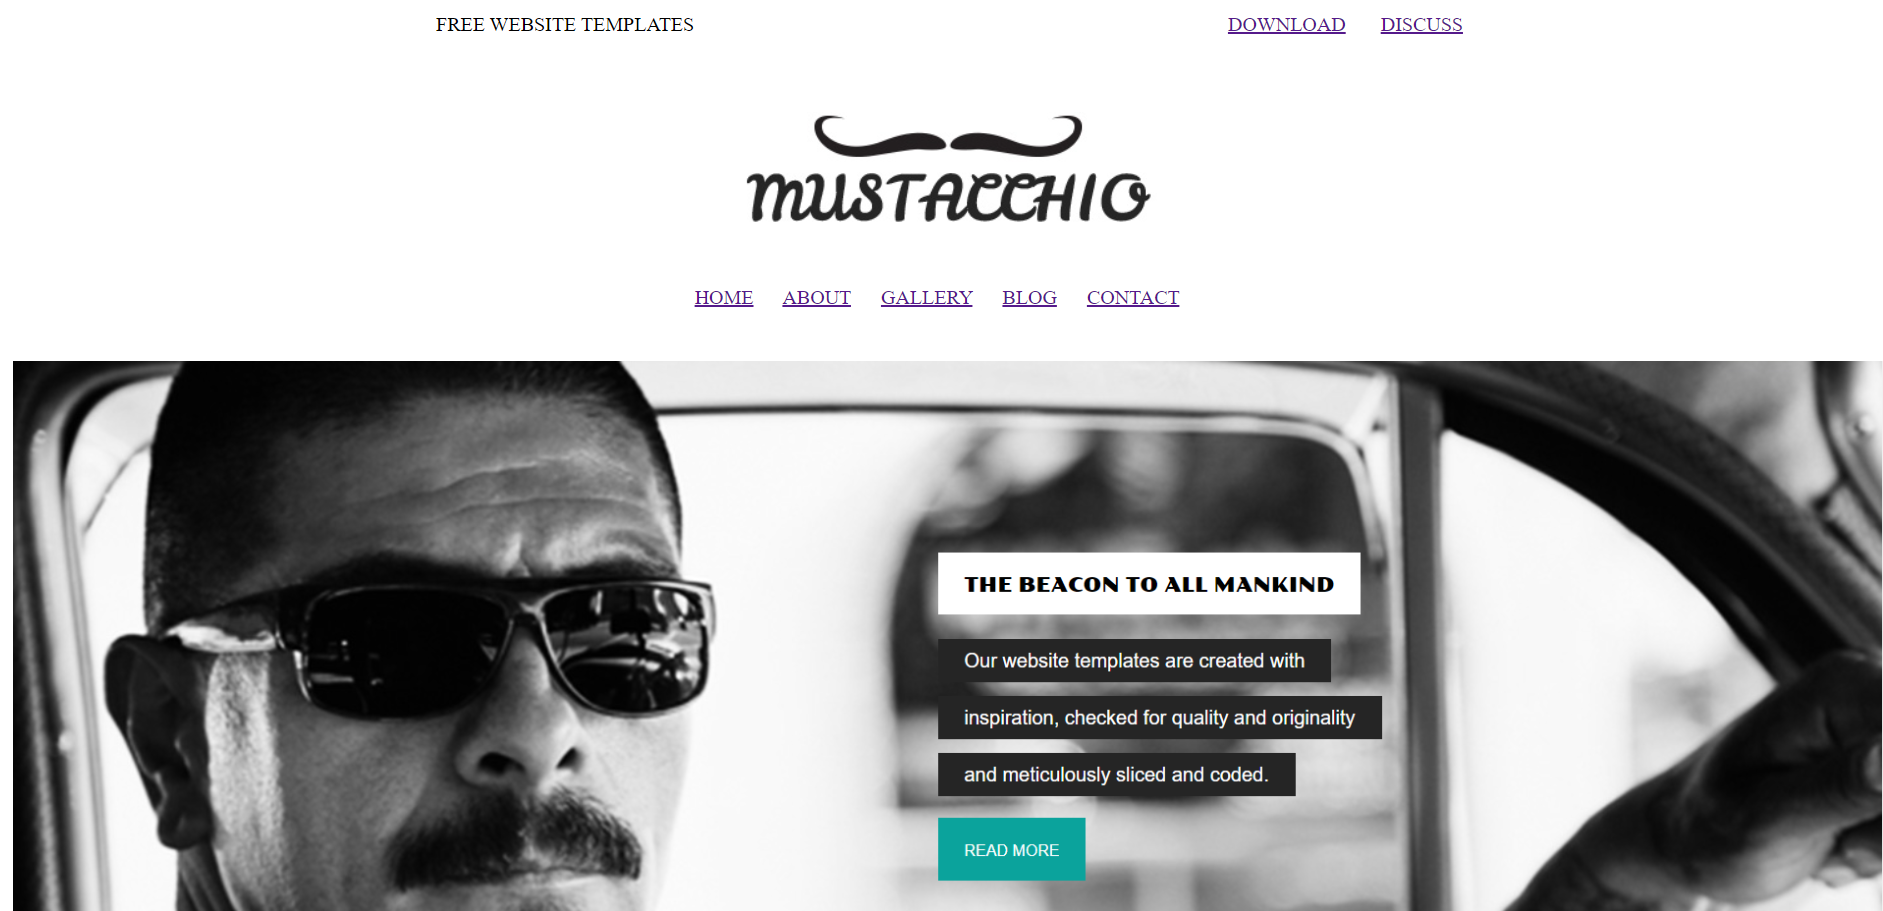 FREE WEBSITE TEMPLATES DOWNLOAD DISCUSS
MUSTACCHIO
HOME ABOUT GALLERY BLOG CONTACT
THE BEACON TO ALL MANKIND
Our website templates are created with
inspiration, checked for quality and originality
and meticulously sliced and coded.
READ MORE